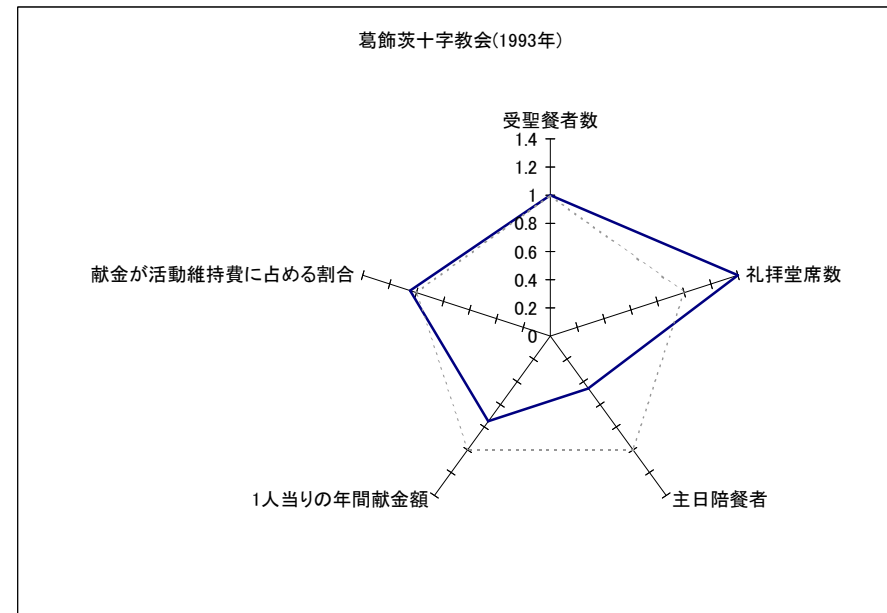 葛飾茨十字教会(1993年)
受聖餐者数
1.4
1.2
1
0.8
0.6
0.4
0.2
0
献金が活動維持費に占める割合
礼拝堂席数
1人当りの年間献金額
主日陪餐者